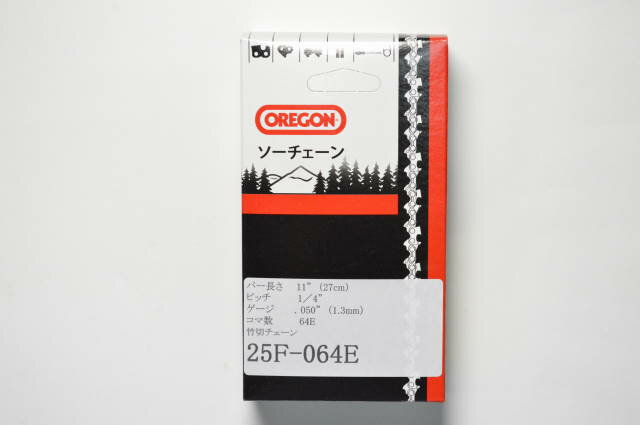 OREGON
ソーチェーン
バー長さ 11" (27cm)
ピッチ 1/4"
ゲージ .050" (1.3mm)
コマ数 64E
竹切チェーン
25F-064E